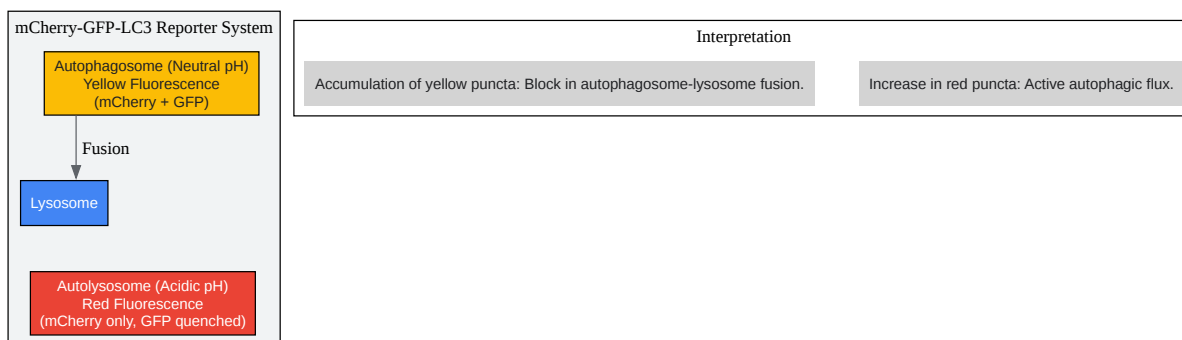 mCherry-GFP-LC3 Reporter System
Autophagosome (Neutral pH)
Yellow Fluorescence
(mCherry + GFP)
Fusion
Lysosome
Autolysosome (Acidic pH)
Red Fluorescence
(mCherry only, GFP quenched)
Interpretation
Accumulation of yellow puncta: Block in autophagosome-lysosome fusion.
Increase in red puncta: Active autophagic flux.